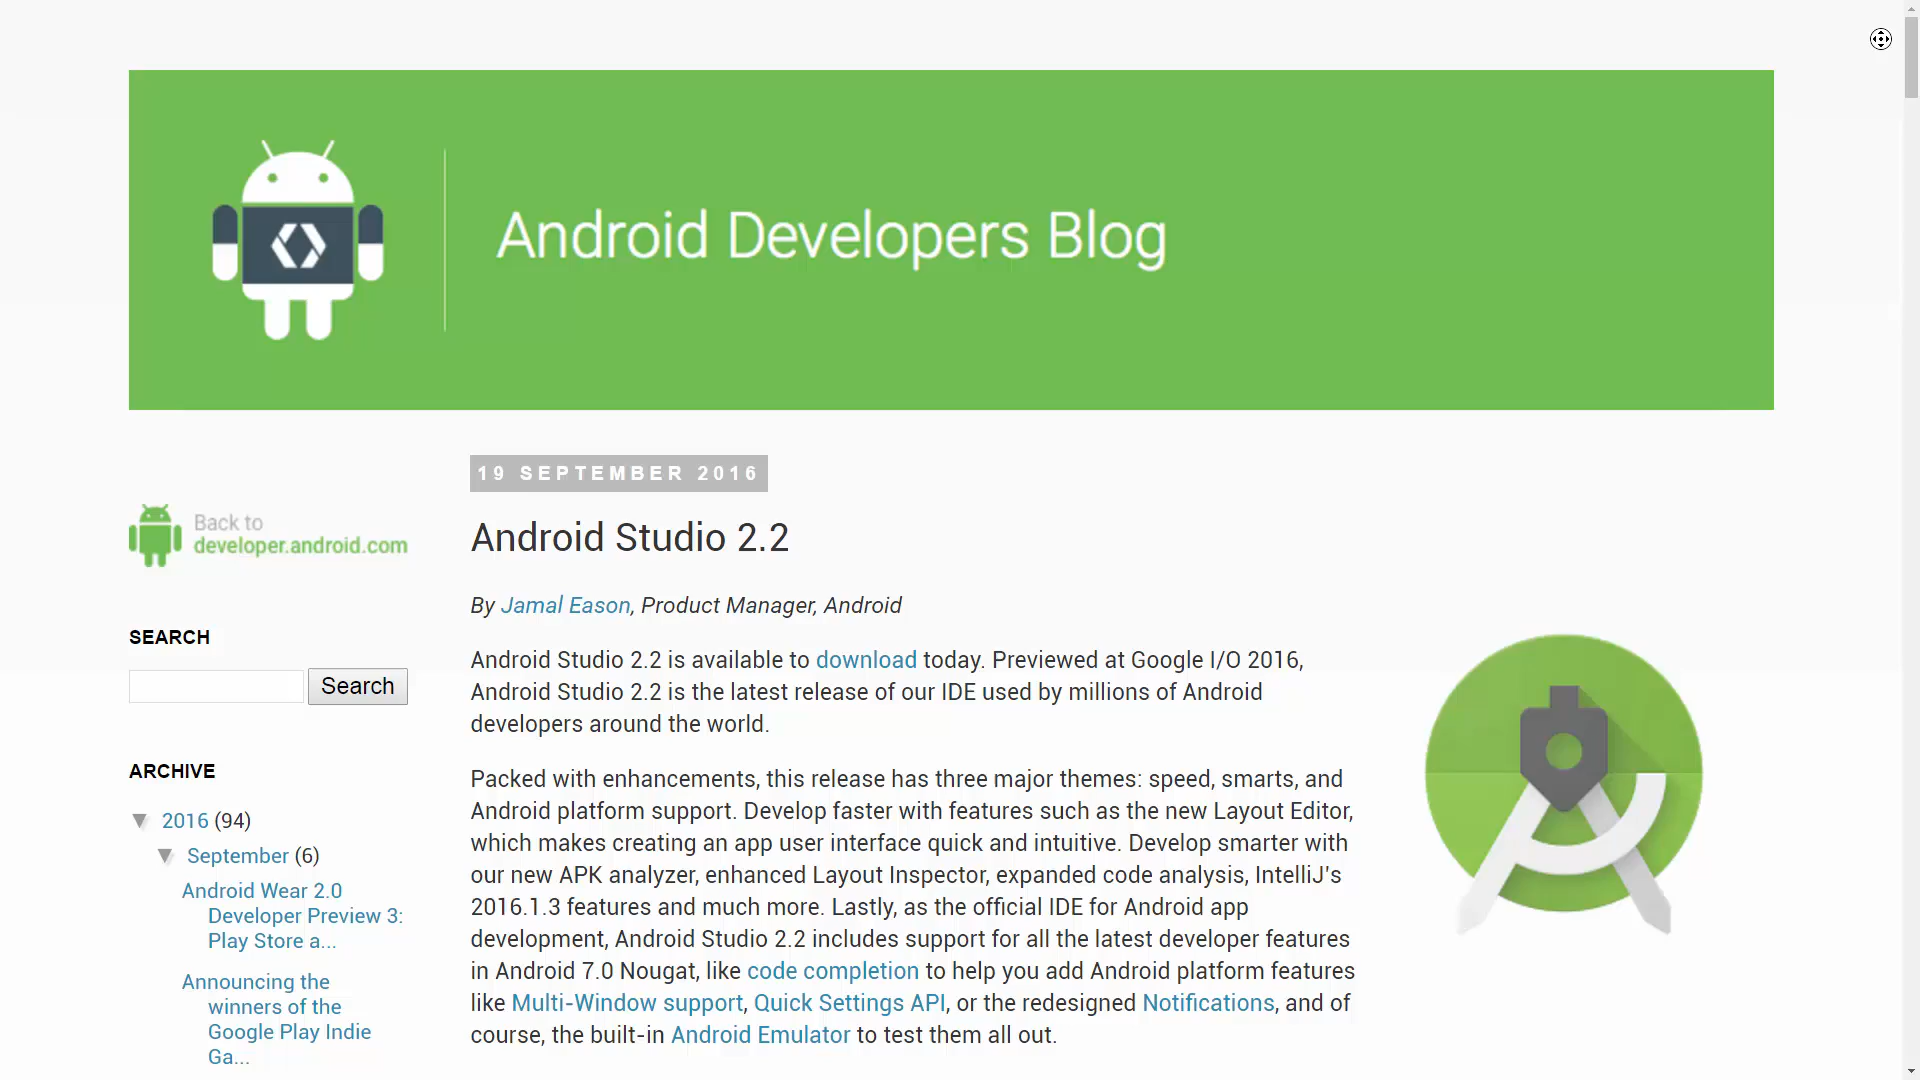 Android Developers Blog
19 SEPTEMBER 2016
Android Studio 2.2
By Jamal Eason, Product Manager, Android
Android Studio 2.2 is available to download today. Previewed at Google I/O 2016,
Android Studio 2.2 is the latest release of our IDE used by millions of Android
developers around the world.
Packed with enhancements, this release has three major themes: speed, smarts, and
Android platform support. Develop faster with features such as the new Layout Editor,
which makes creating an app user interface quick and intuitive. Develop smarter with
our new APK analyzer, enhanced Layout Inspector, expanded code analysis, IntelliJ's
2016.1.3 features and much more. Lastly, as the official IDE for Android app
development, Android Studio 2.2 includes support for all the latest developer features
in Android 7.0 Nougat, like code completion to help you add Android platform features
like Multi-Window support, Quick Settings API, or the redesigned Notifications, and of
course, the built-in Android Emulator to test them all out.
Back to
developer.android.com
SEARCH
Search
ARCHIVE
▼ 2016 (94)
▼ September (6)
Android Wear 2.0
Developer Preview 3:
Play Store a...
Announcing the
winners of the
Google Play Indie
Ga...